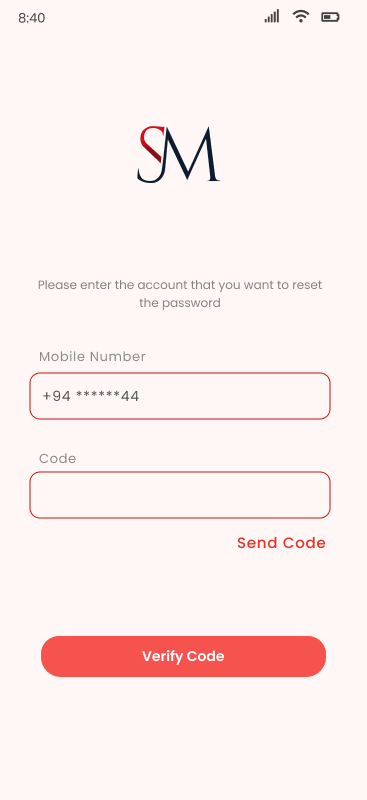 8:40
SM
Please enter the account that you want to reset
the password
Mobile Number
+94 ******44
Code
Send Code
Verify Code